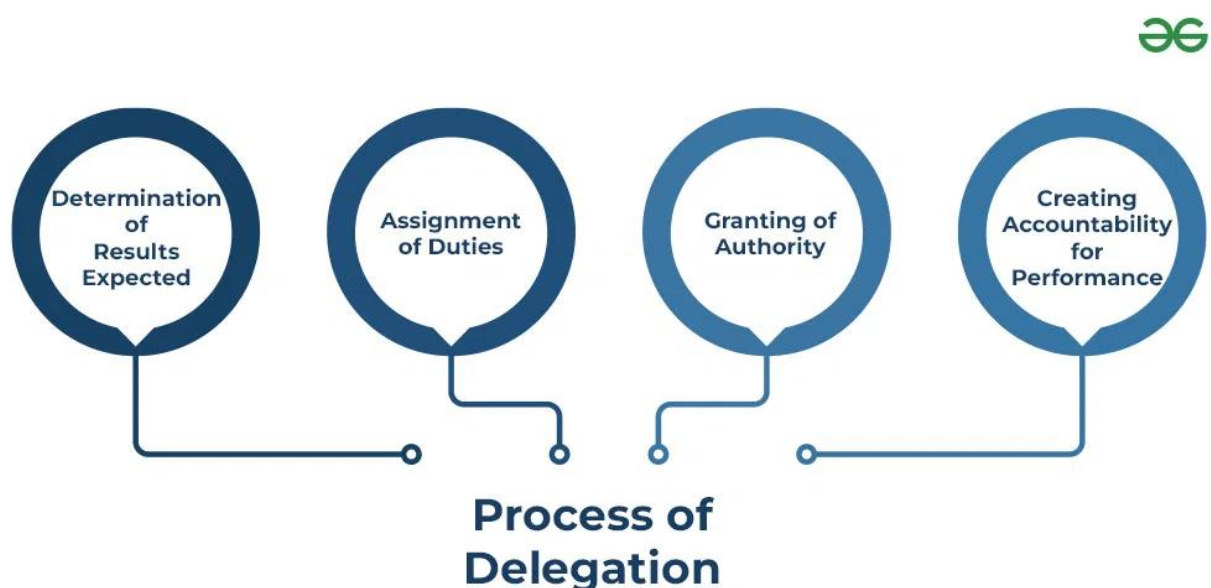 Determination
of
Results
Expected
Assignment
of Duties
Granting of
Authority
Creating
Accountability
for
Performance
Process of
Delegation